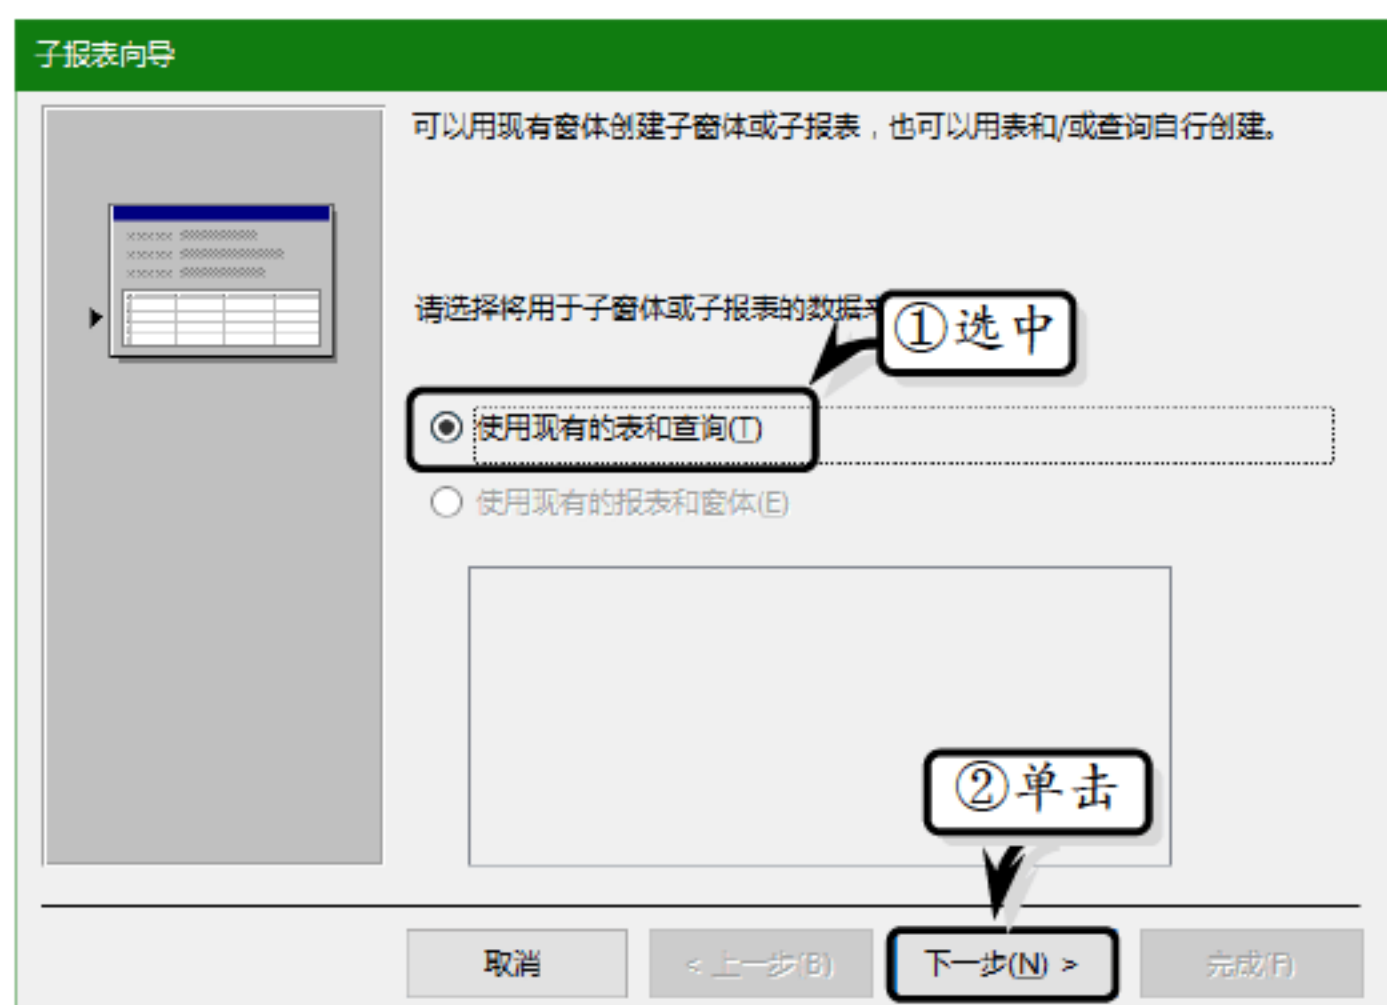 子报表向导
可以用现有窗体创建子窗体或子报表，也可以用表和/或查询自行创建。
请选择将用于子窗体或子报表的数据
①选中
使用现有的表和查询(T)
使用现有的报表和窗体(E)
②单击
取消
< 上一步(B)
下一步(N) >
完成(F)